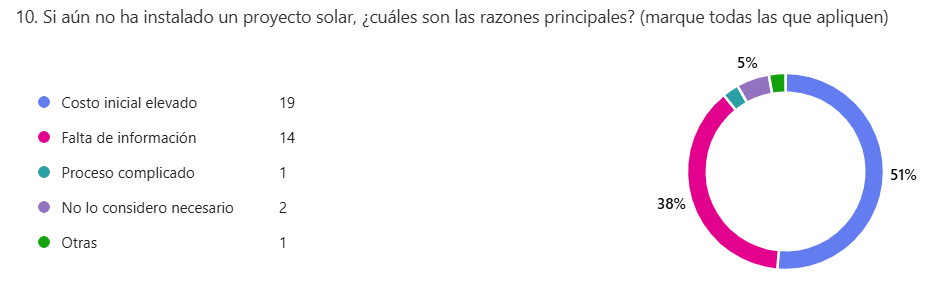 10. Si aún no ha instalado un proyecto solar, ¿cuáles son las razones principales? (marque todas las que apliquen)
Costo inicial elevado 19
Falta de información 14
Proceso complicado 1
No lo considero necesario 2
Otras 1
5%
51%
38%